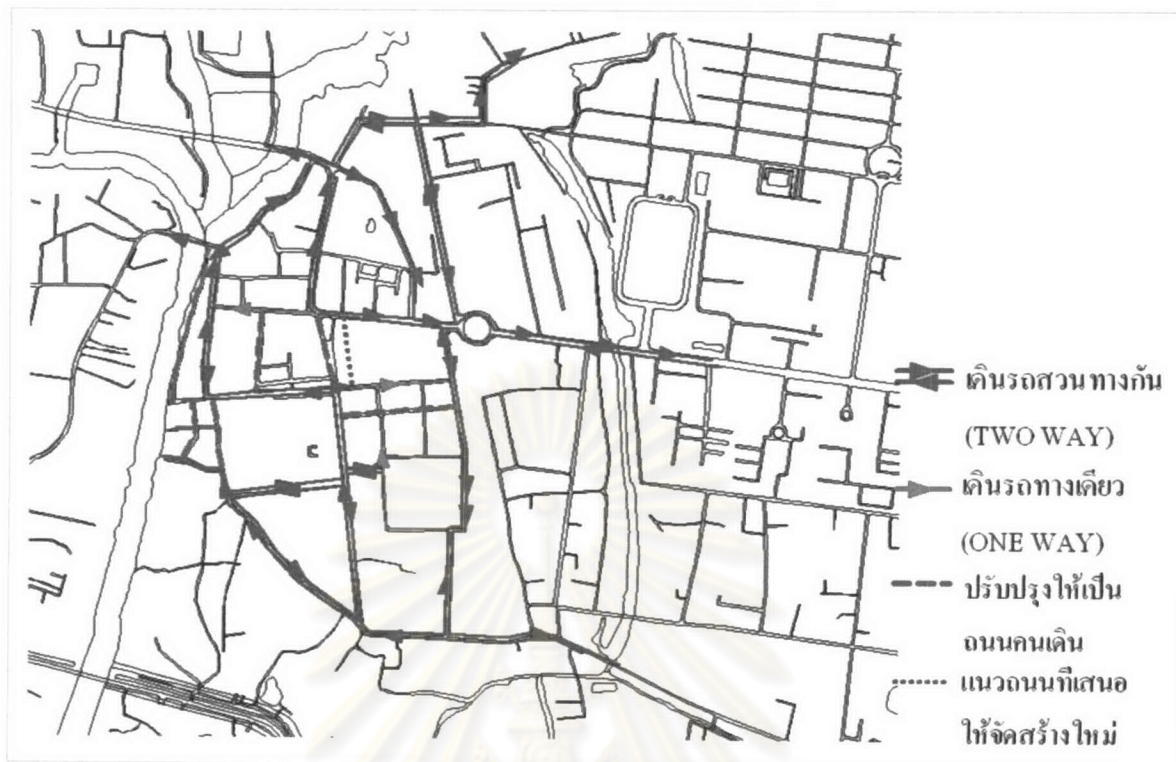 เดินรถสวนทางกัน
(TWO WAY)
เดินรถทางเดียว
(ONE WAY)
ปรับปรุงให้เป็น
ถนนคนเดิน
แนวถนนที่เสนอ
ให้จัดสร้างใหม่